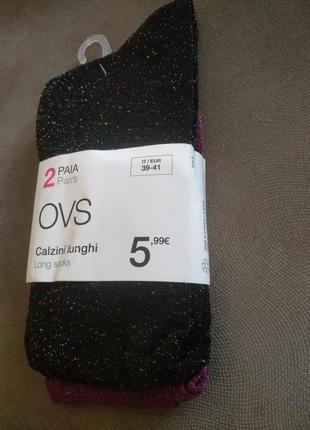 2 PAIA
Pairs
IT / EUR
39-41
OVS
Calzini lunghi
Long socks
5,99€